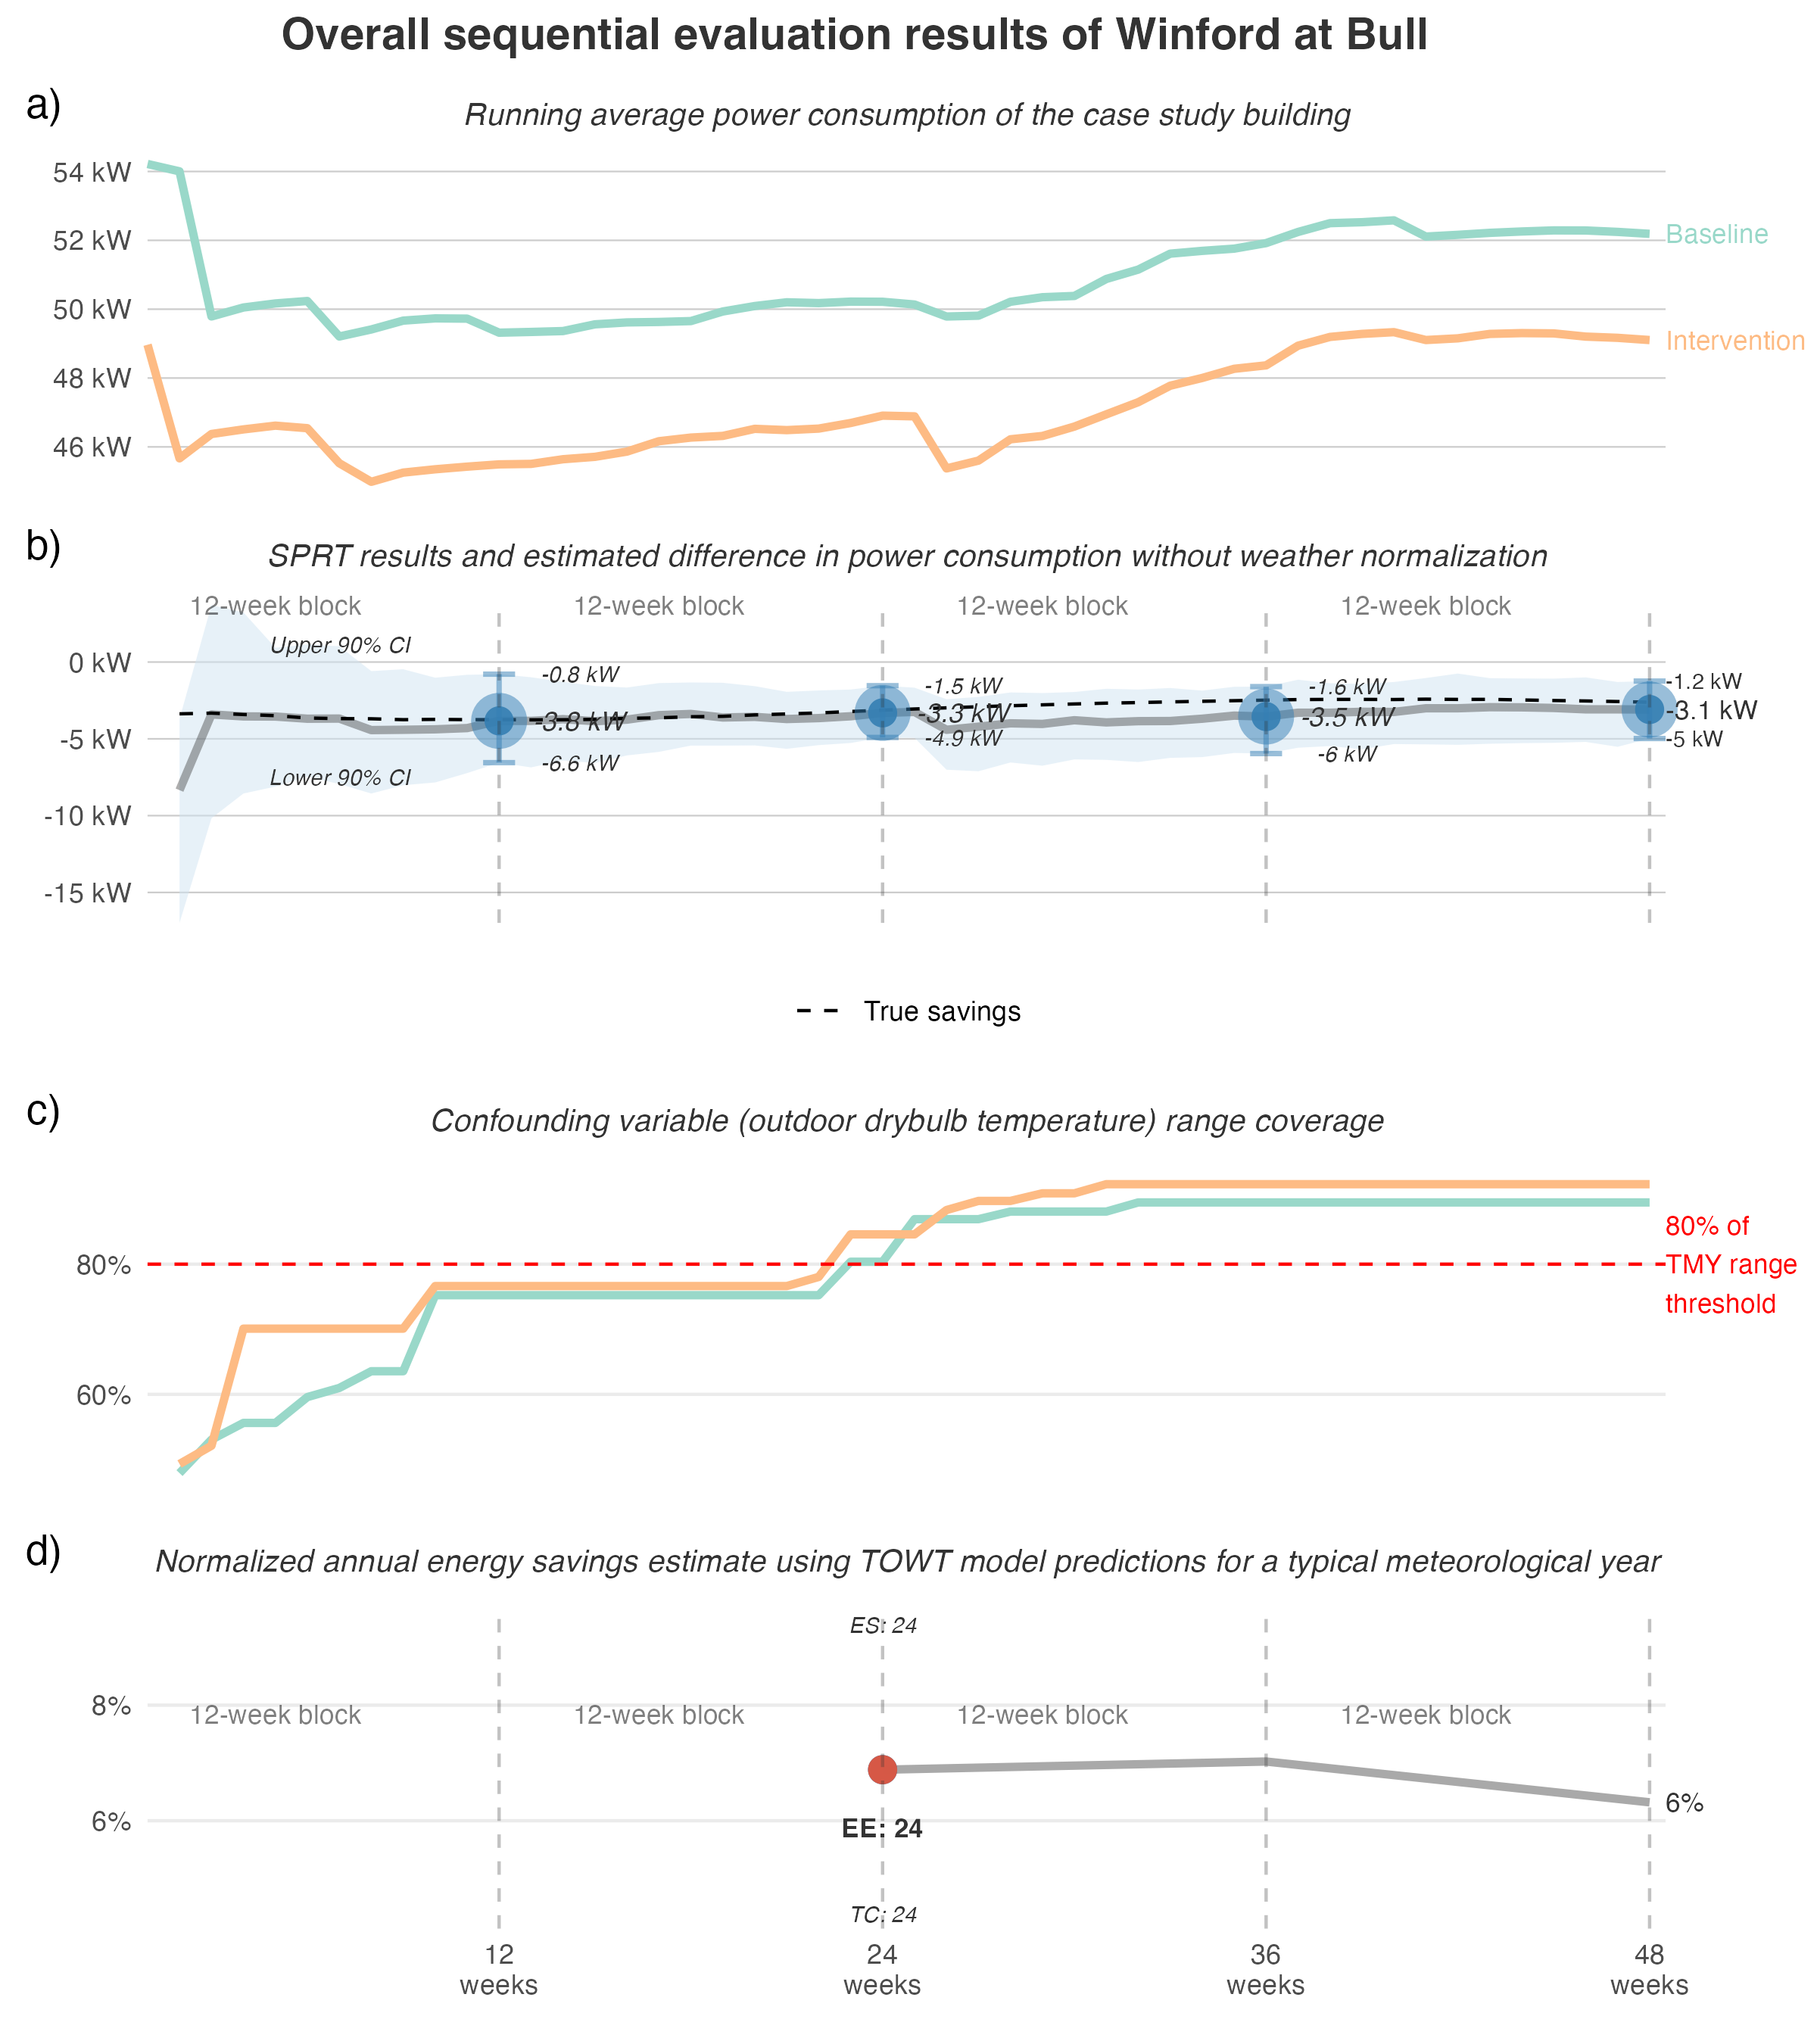 Overall sequential evaluation results of Winford at Bull
a)
Running average power consumption of the case study building
54 kW
52 kW
50 kW
48 kW
46 kW
Baseline
Intervention
b)
SPRT results and estimated difference in power consumption without weather normalization
12-week block
12-week block
12-week block
12-week block
Upper 90% CI
Lower 90% CI
0 kW
-5 kW
-10 kW
-15 kW
-0.8 kW
-3.8 kW
-6.6 kW
-1.5 kW
-3.3 kW
-4.9 kW
-1.6 kW
-3.5 kW
-6 kW
-1.2 kW
-3.1 kW
-5 kW
True savings
c)
Confounding variable (outdoor drybulb temperature) range coverage
80%
60%
80% of
TMY range
threshold
d)
Normalized annual energy savings estimate using TOWT model predictions for a typical meteorological year
ES: 24
8%
12-week block
12-week block
12-week block
12-week block
6%
EE: 24
6%
TC: 24
12
weeks
24
weeks
36
weeks
48
weeks